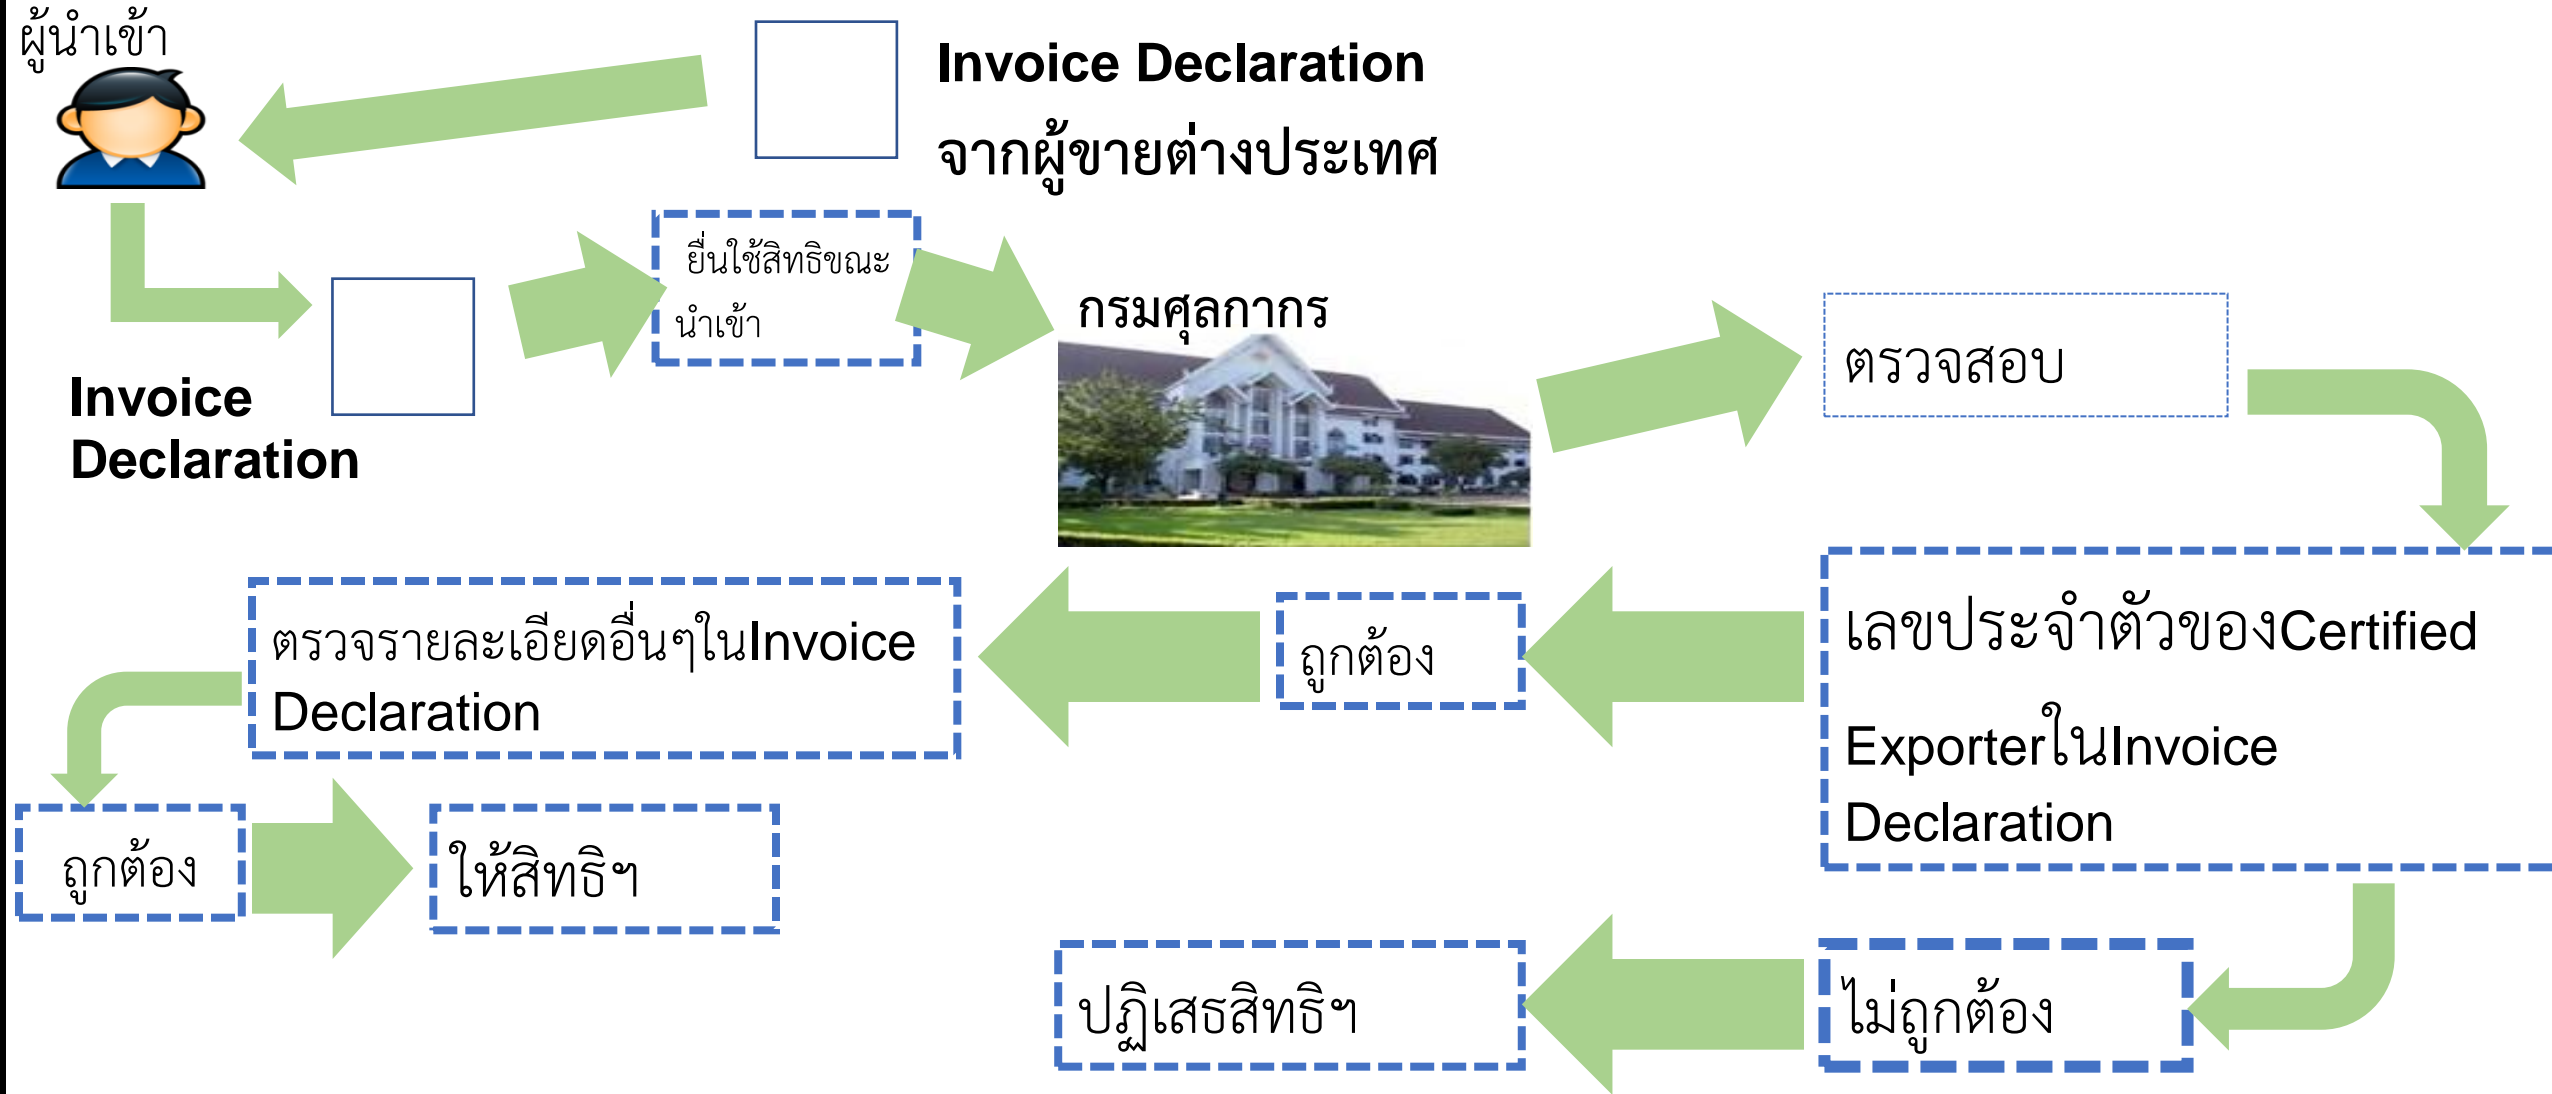 ผู้นำเข้า
Invoice Declaration
จากผู้ขายต่างประเทศ
ยื่นใช้สิทธิขณะ
นำเข้า
Invoice
Declaration
กรมศุลกากร
ตรวจสอบ
เลขประจำตัวของCertified
ExporterในInvoice
Declaration
ถูกต้อง
ตรวจรายละเอียดอื่นๆในInvoice
Declaration
ถูกต้อง
ให้สิทธิฯ
ไม่ถูกต้อง
ปฏิเสธสิทธิฯ